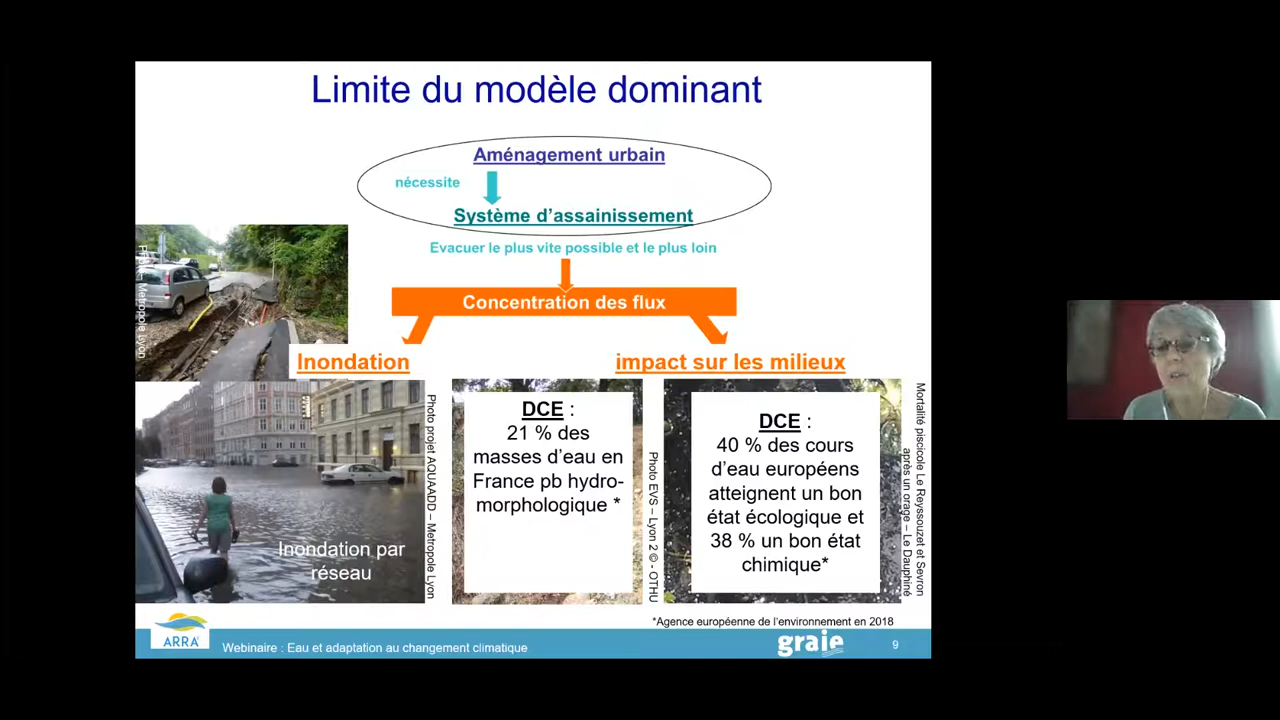 Limite du modèle dominant
Aménagement urbain
nécessite
Système d'assainissement
Evacuer le plus vite possible et le plus loin
Concentration des flux
Inondation
impact sur les milieux
Metropole Lyon
Inondation par
réseau
Photo projet AQUAADD – Metropole Lyon
DCE :
21 % des
masses d'eau en
France pb hydro-
morphologique *
Photo EVS – Lyon 2 © - OTHU
DCE :
40 % des cours
d'eau européens
atteignent un bon
état écologique et
38 % un bon état
chimique*
Mortalité piscicole Le Reyssouzet et Sevron
après un orage – Le Dauphiné
*Agence européenne de l'environnement en 2018
ARRA²
Webinaire : Eau et adaptation au changement climatique
graie
9